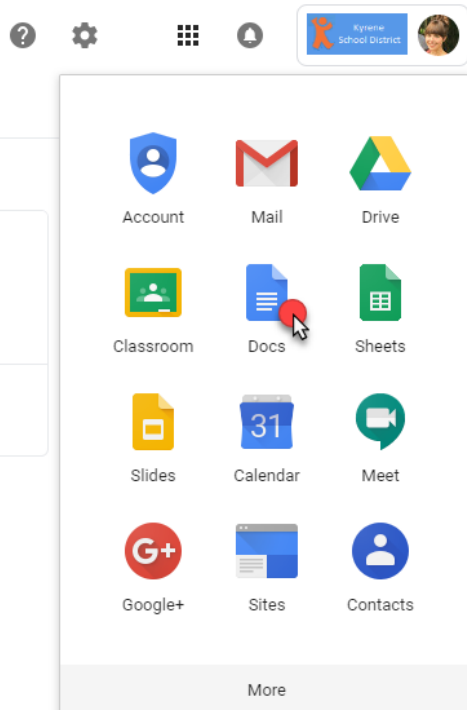 Kyrene
School District
Account
Mail
Drive
Classroom
Docs
Sheets
Slides
31
Calendar
Meet
G+
Google+
Sites
Contacts
More